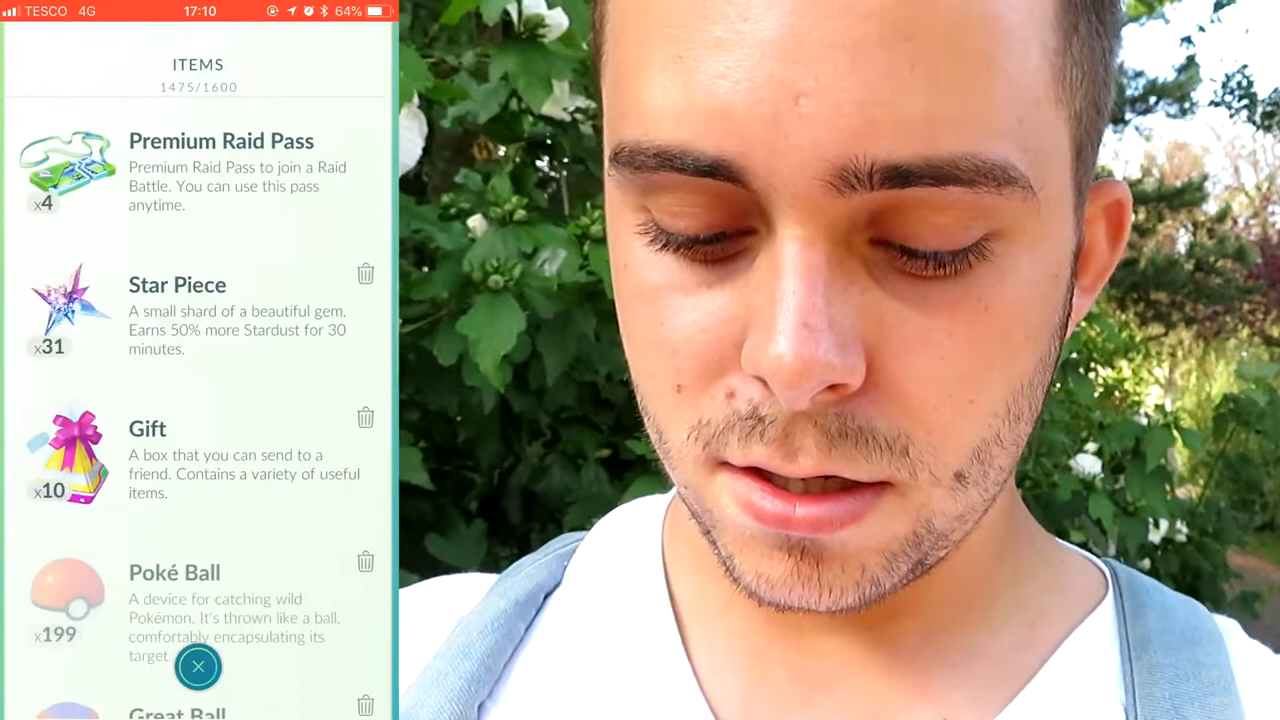 TESCO 4G 17:10 64%
ITEMS
1475/1600
Premium Raid Pass
Premium Raid Pass to join a Raid
Battle. You can use this pass
anytime.
x4
Star Piece
A small shard of a beautiful gem.
Earns 50% more Stardust for 30
minutes.
x31
Gift
A box that you can send to a
friend. Contains a variety of useful
items.
x10
Poké Ball
A device for catching wild
Pokémon. It's thrown like a ball,
comfortably encapsulating its
target.
x199
Great Ball